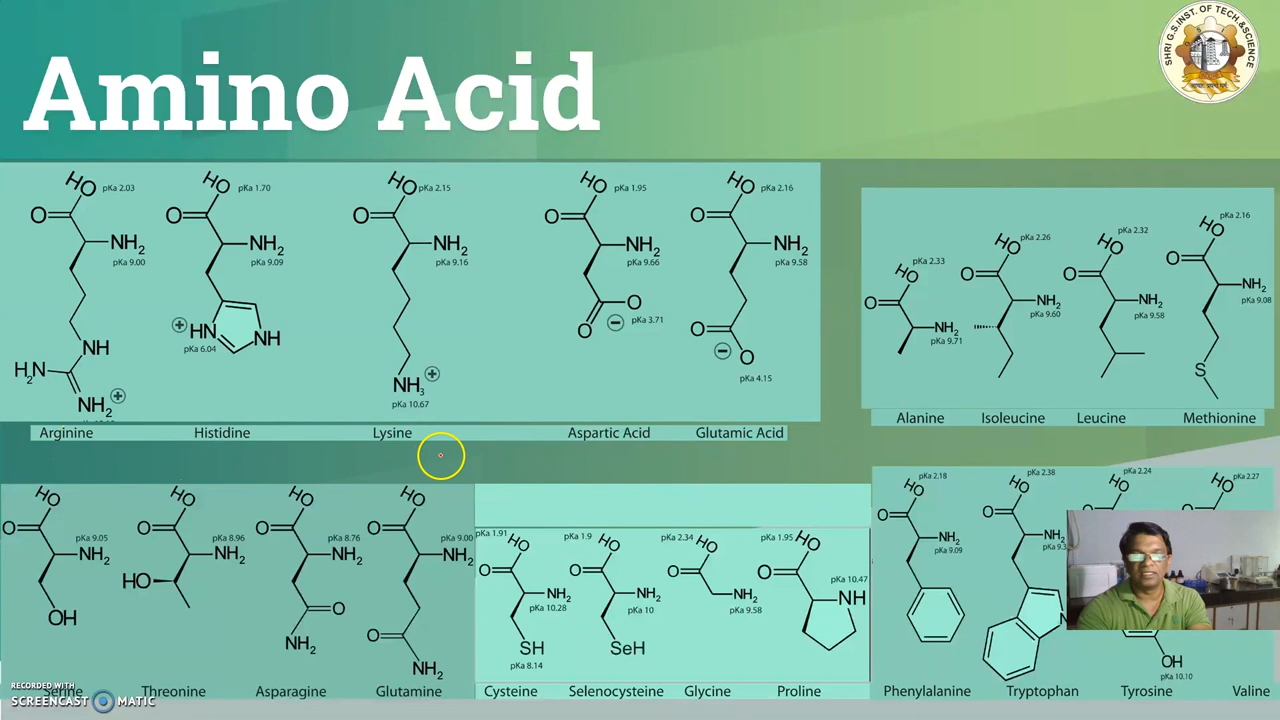 Amino Acid
SHRI G.S.INST. OF TECH.&SCIENCE
HO pKa 2.03
O
NH2
pKa 9.00
NH
H2N
NH2
Arginine
HO pKa 1.70
O
NH2
pKa 9.09
HN
NH
pKa 6.04
Histidine
HO pKa 2.15
O
NH2
pKa 9.16
NH3
pKa 10.67
Lysine
HO pKa 1.95
O
NH2
pKa 9.66
O
O
pKa 3.71
Aspartic Acid
HO pKa 2.16
O
NH2
pKa 9.58
O
O
pKa 4.15
Glutamic Acid
pKa 2.33
HO
O
NH2
pKa 9.71
Alanine
pKa 2.26
HO
O
NH2
pKa 9.60
Isoleucine
pKa 2.32
HO
O
NH2
pKa 9.58
Leucine
pKa 2.16
HO
O
NH2
pKa 9.08
S
Methionine
HO
O
pKa 9.05
NH2
OH
Serine
HO
O
pKa 8.96
NH2
HO
Threonine
HO
O
pKa 8.76
NH2
O
NH2
Asparagine
HO
O
pKa 9.00
NH2
O
NH2
Glutamine
pKa 1.91
HO
O
NH2
pKa 10.28
SH
pKa 8.14
Cysteine
pKa 1.9
HO
O
NH2
pKa 10
SeH
Selenocysteine
pKa 2.34
HO
O
NH2
pKa 9.58
Glycine
pKa 1.95
HO
O
pKa 10.47
NH
Proline
pKa 2.18
HO
O
NH2
pKa 9.09
Phenylalanine
pKa 2.38
HO
O
NH2
Tryptophan
pKa 2.24
HO
OH
pKa 10.10
Tyrosine
pKa 2.27
HO
Valine
RECORDED WITH
SCREENCAST MATIC